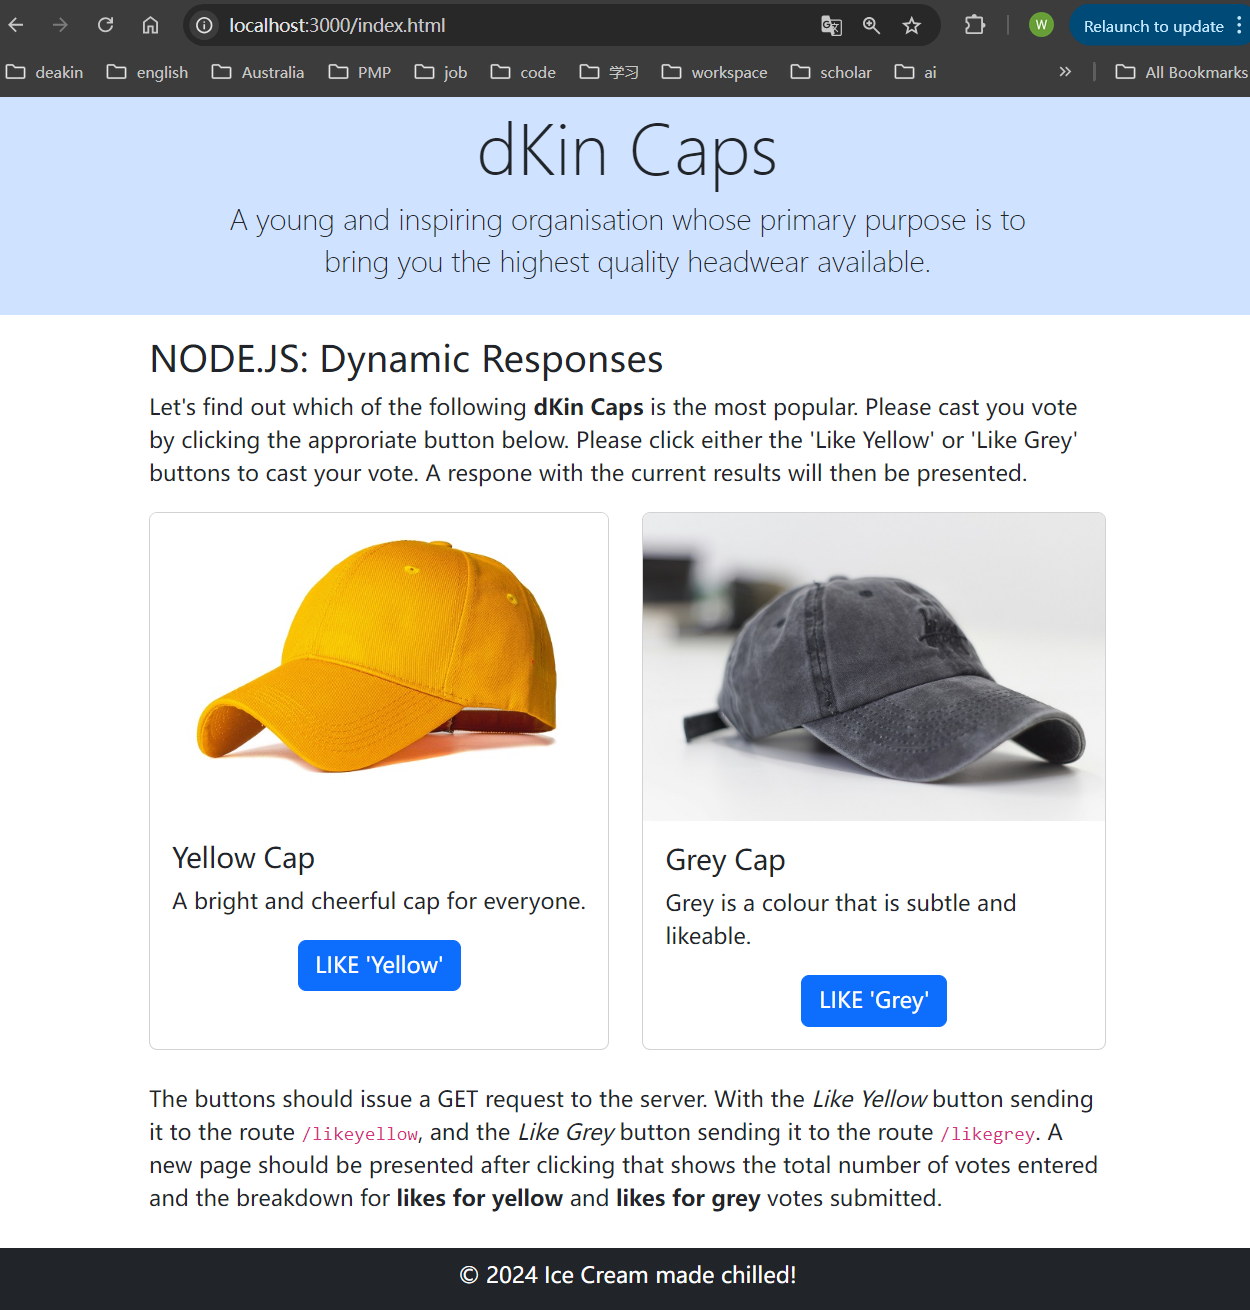 localhost:3000/index.html
W
Relaunch to update
deakin
english
Australia
PMP
job
code
学习
workspace
scholar
ai
All Bookmarks
dKin Caps
A young and inspiring organisation whose primary purpose is to
bring you the highest quality headwear available.
NODE.JS: Dynamic Responses
Let's find out which of the following dKin Caps is the most popular. Please cast you vote
by clicking the approriate button below. Please click either the 'Like Yellow' or 'Like Grey'
buttons to cast your vote. A respone with the current results will then be presented.
Yellow Cap
A bright and cheerful cap for everyone.
LIKE 'Yellow'
Grey Cap
Grey is a colour that is subtle and
likeable.
LIKE 'Grey'
The buttons should issue a GET request to the server. With the Like Yellow button sending
it to the route /likeyellow, and the Like Grey button sending it to the route /likegrey. A
new page should be presented after clicking that shows the total number of votes entered
and the breakdown for likes for yellow and likes for grey votes submitted.
© 2024 Ice Cream made chilled!